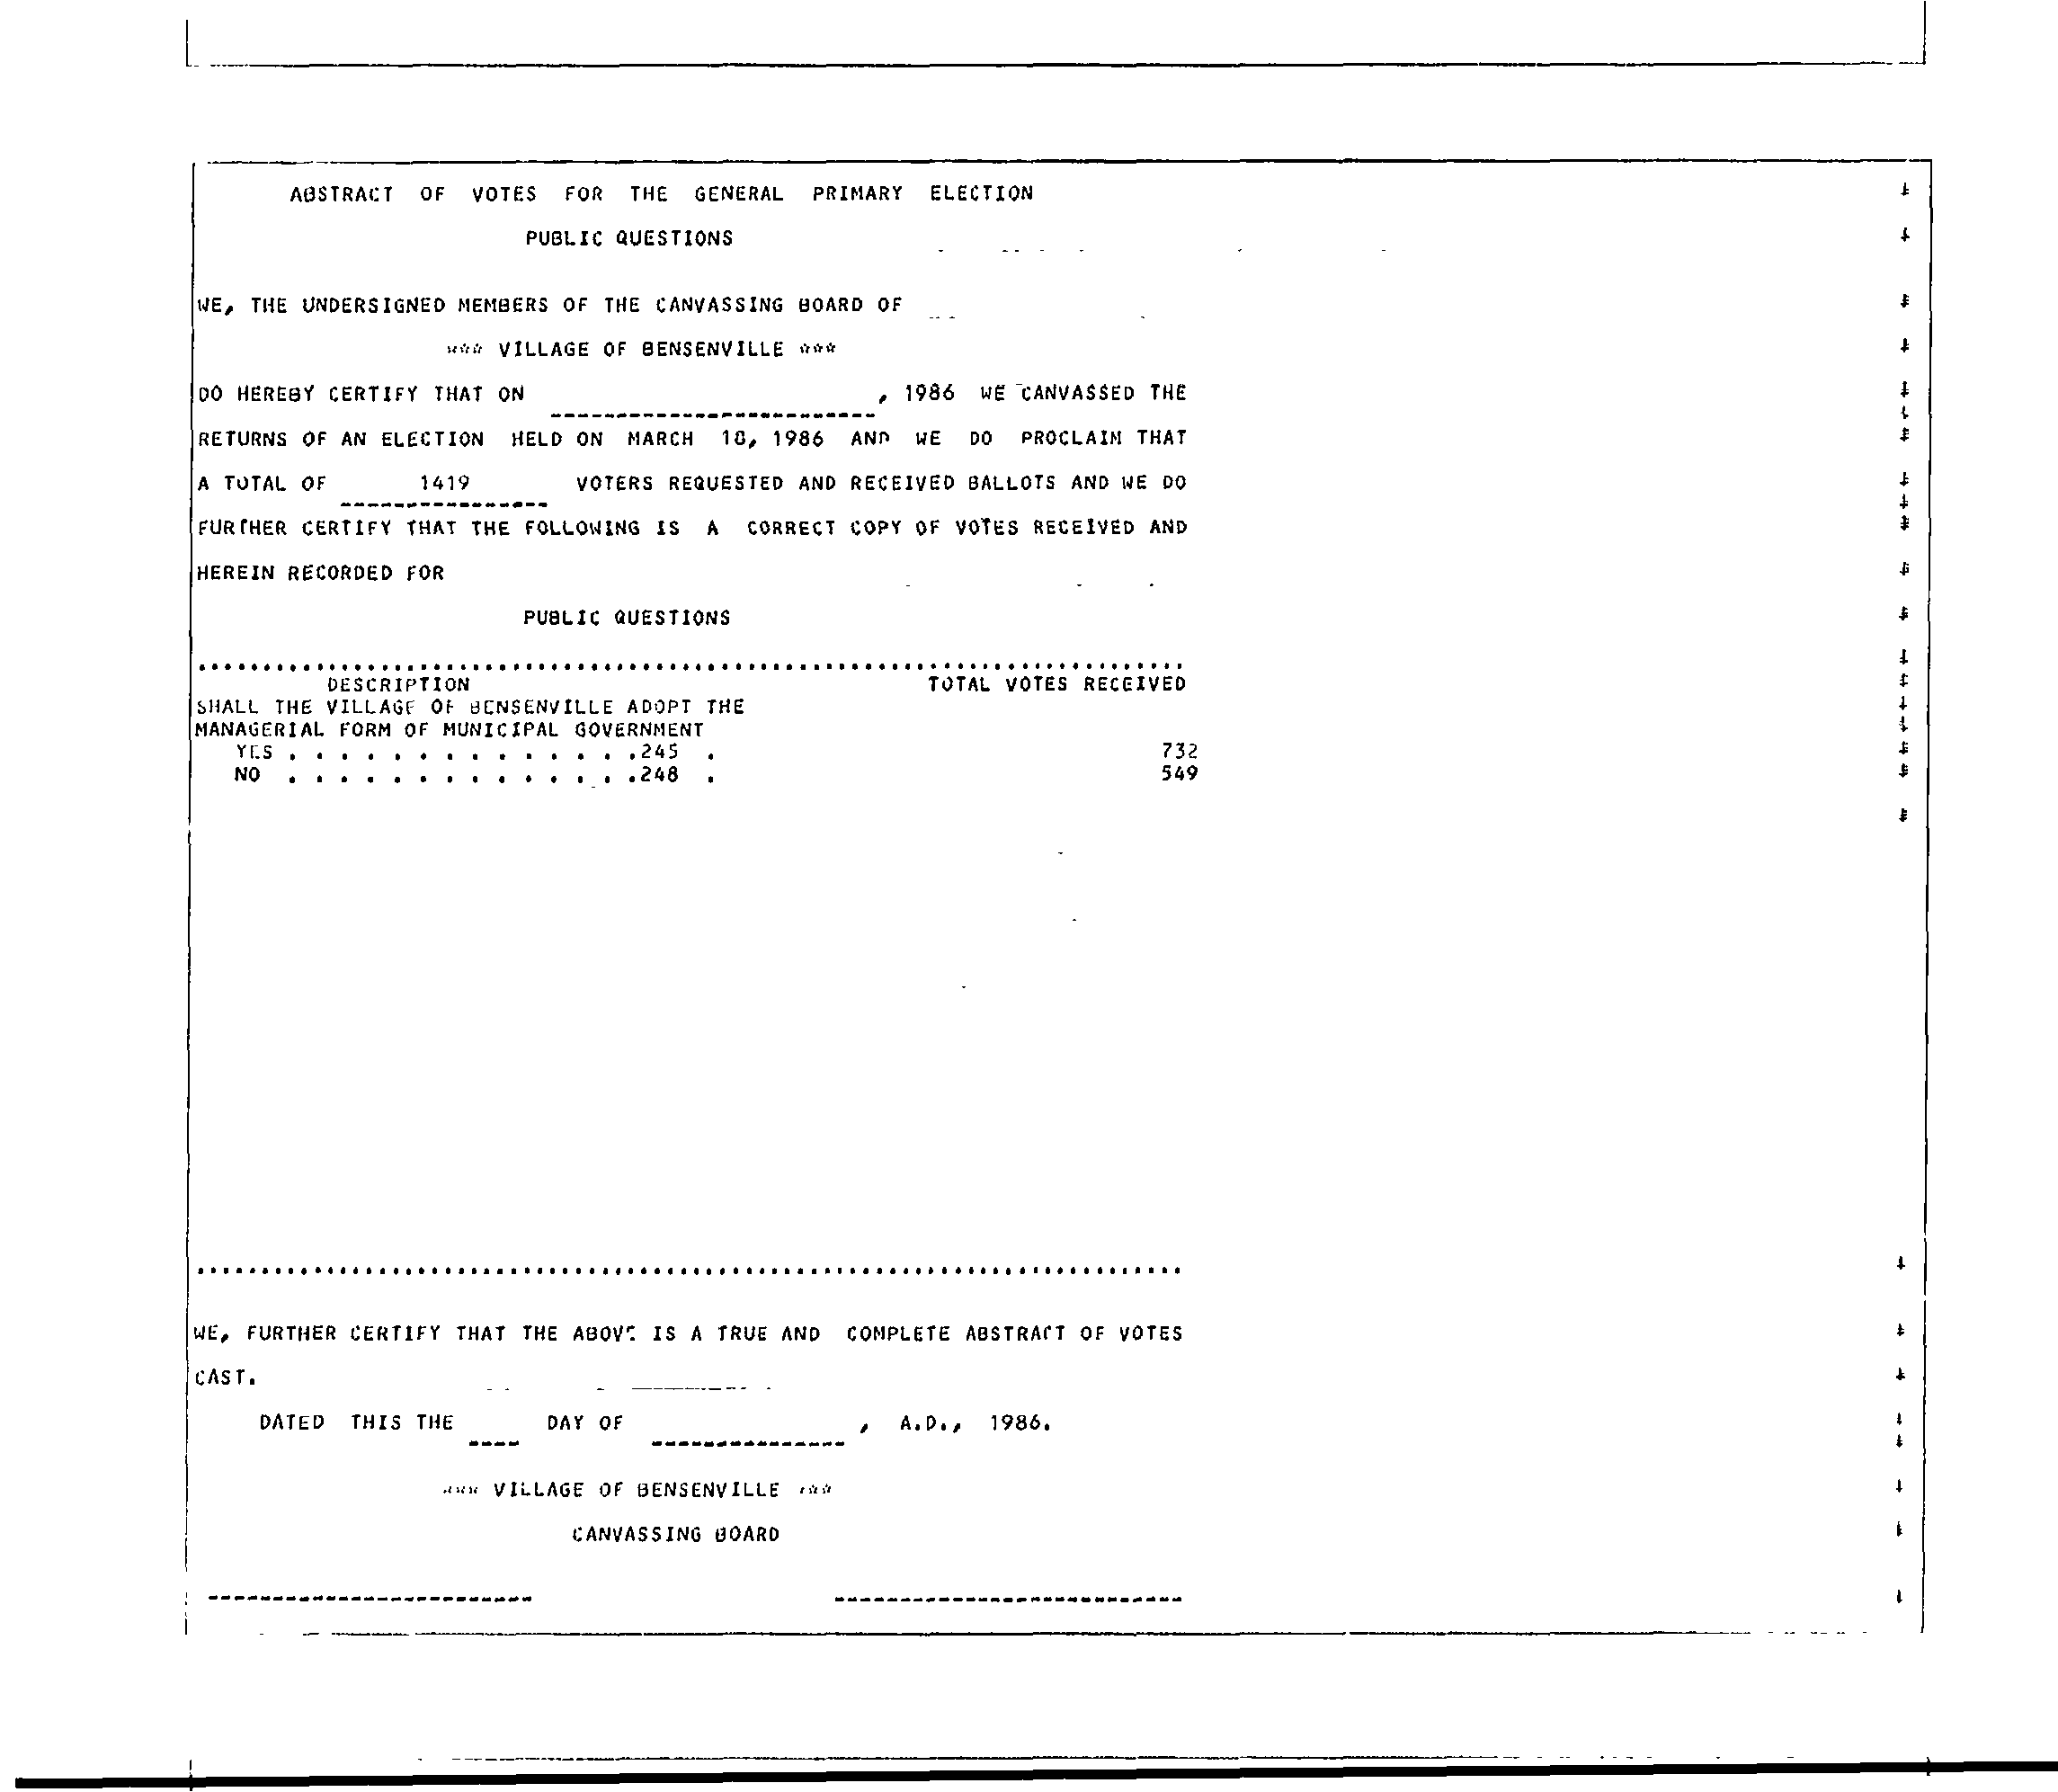 ABSTRACT OF VOTES FOR THE GENERAL PRIMARY ELECTION
PUBLIC QUESTIONS
WE, THE UNDERSIGNED MEMBERS OF THE CANVASSING BOARD OF
*** VILLAGE OF BENSENVILLE ***
DO HEREBY CERTIFY THAT ON , 1986 WE CANVASSED THE
RETURNS OF AN ELECTION HELD ON MARCH 18, 1986 AND WE DO PROCLAIM THAT
A TOTAL OF 1419 VOTERS REQUESTED AND RECEIVED BALLOTS AND WE DO
FURTHER CERTIFY THAT THE FOLLOWING IS A CORRECT COPY OF VOTES RECEIVED AND
HEREIN RECORDED FOR
PUBLIC QUESTIONS
DESCRIPTION TOTAL VOTES RECEIVED
SHALL THE VILLAGE OF BENSENVILLE ADOPT THE
MANAGERIAL FORM OF MUNICIPAL GOVERNMENT
YES . . . . . . . . . . . . . .245 . 732
NO . . . . . . . . . . . . . .248 . 549
WE, FURTHER CERTIFY THAT THE ABOVE IS A TRUE AND COMPLETE ABSTRACT OF VOTES
CAST.
DATED THIS THE ____ DAY OF _______________ , A.D., 1986.
*** VILLAGE OF BENSENVILLE ***
CANVASSING BOARD